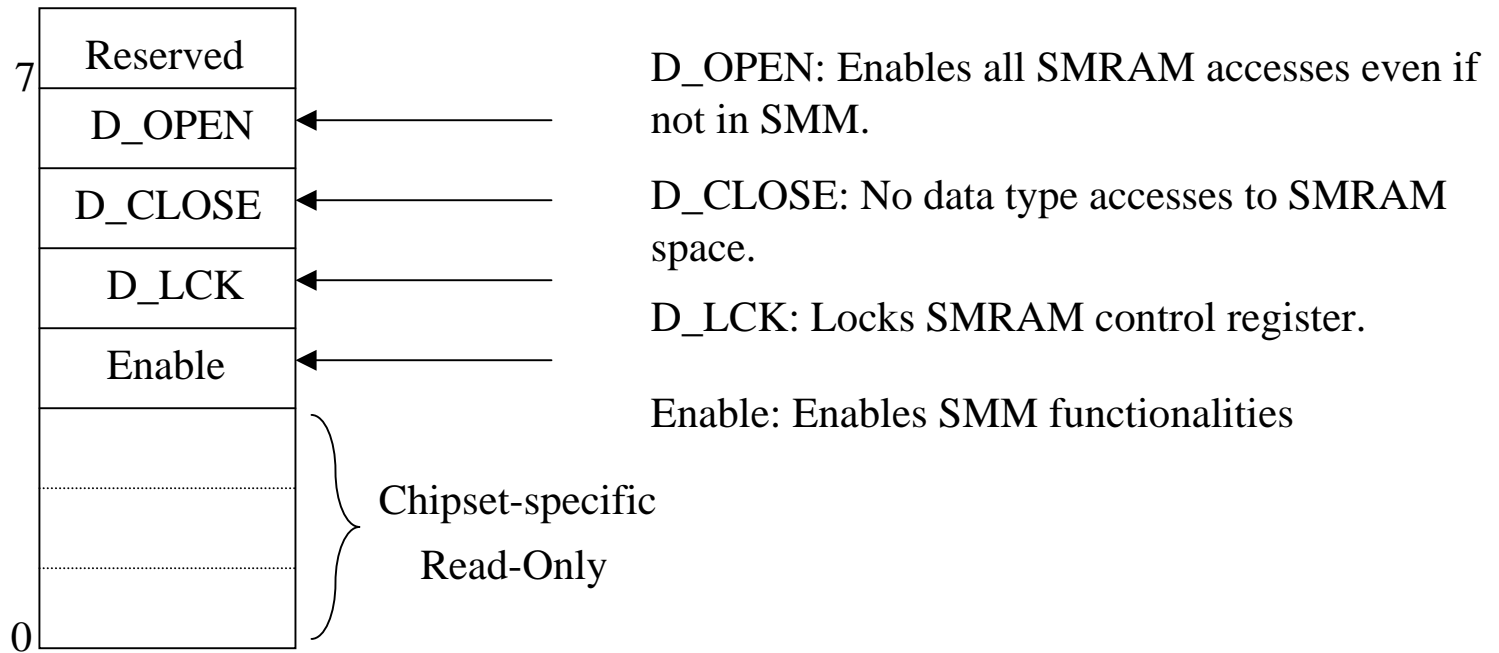 Reserved
7
D_OPEN
D_CLOSE
D_LCK
Enable
0
Chipset-specific
Read-Only
D_OPEN: Enables all SMRAM accesses even if
not in SMM.
D_CLOSE: No data type accesses to SMRAM
space.
D_LCK: Locks SMRAM control register.
Enable: Enables SMM functionalities